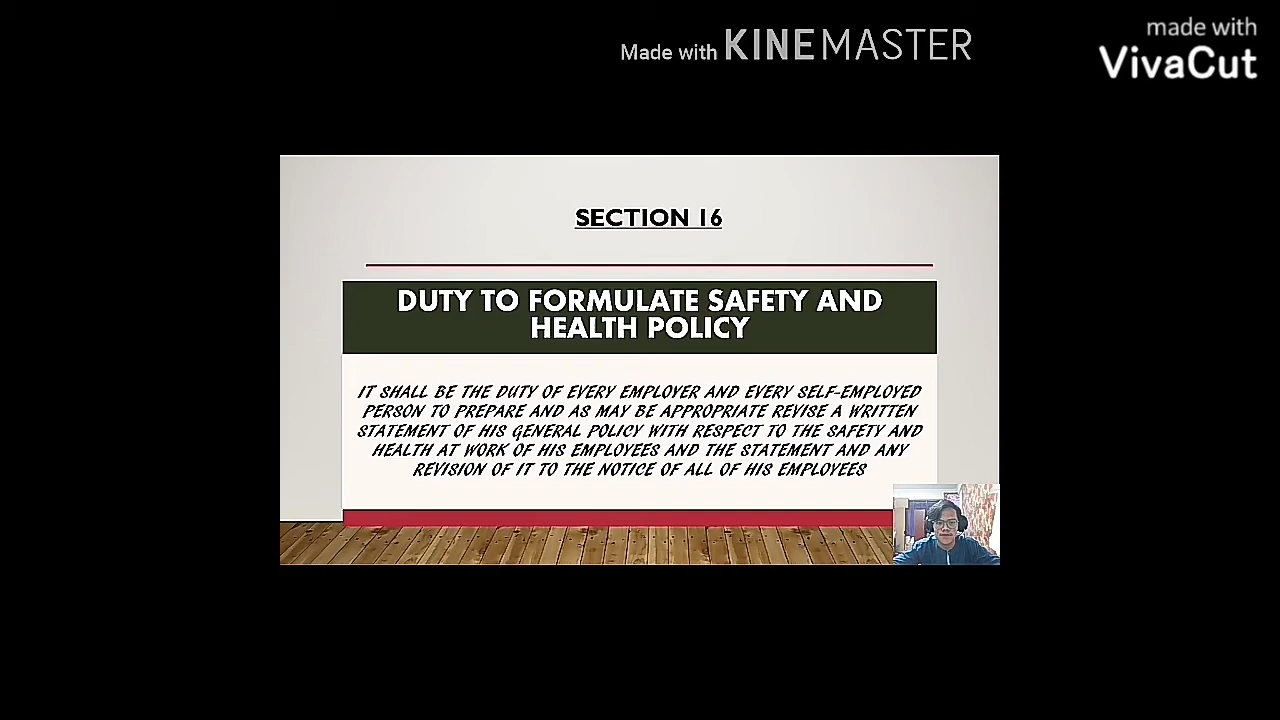 Made with KINEMASTER
made with
VivaCut
SECTION 16
DUTY TO FORMULATE SAFETY AND
HEALTH POLICY
IT SHALL BE THE DUTY OF EVERY EMPLOYER AND EVERY SELF-EMPLOYED
PERSON TO PREPARE AND AS MAY BE APPROPRIATE REVISE A WRITTEN
STATEMENT OF HIS GENERAL POLICY WITH RESPECT TO THE SAFETY AND
HEALTH AT WORK OF HIS EMPLOYEES AND THE STATEMENT AND ANY
REVISION OF IT TO THE NOTICE OF ALL OF HIS EMPLOYEES